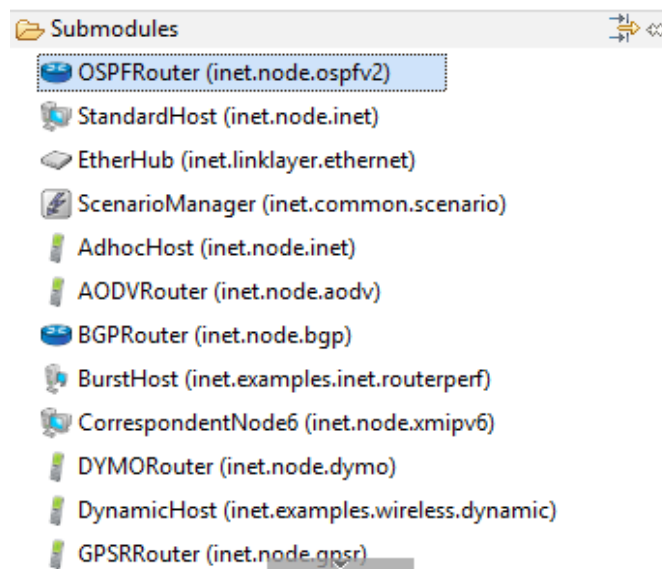 Submodules
OSPFRouter (inet.node.ospfv2)
StandardHost (inet.node.inet)
EtherHub (inet.linklayer.ethernet)
ScenarioManager (inet.common.scenario)
AdhocHost (inet.node.inet)
AODVRouter (inet.node.aodv)
BGPRouter (inet.node.bgp)
BurstHost (inet.examples.inet.routerperf)
CorrespondentNode6 (inet.node.xmipv6)
DYMORouter (inet.node.dymo)
DynamicHost (inet.examples.wireless.dynamic)
GPSRRouter (inet.node.gpsr)